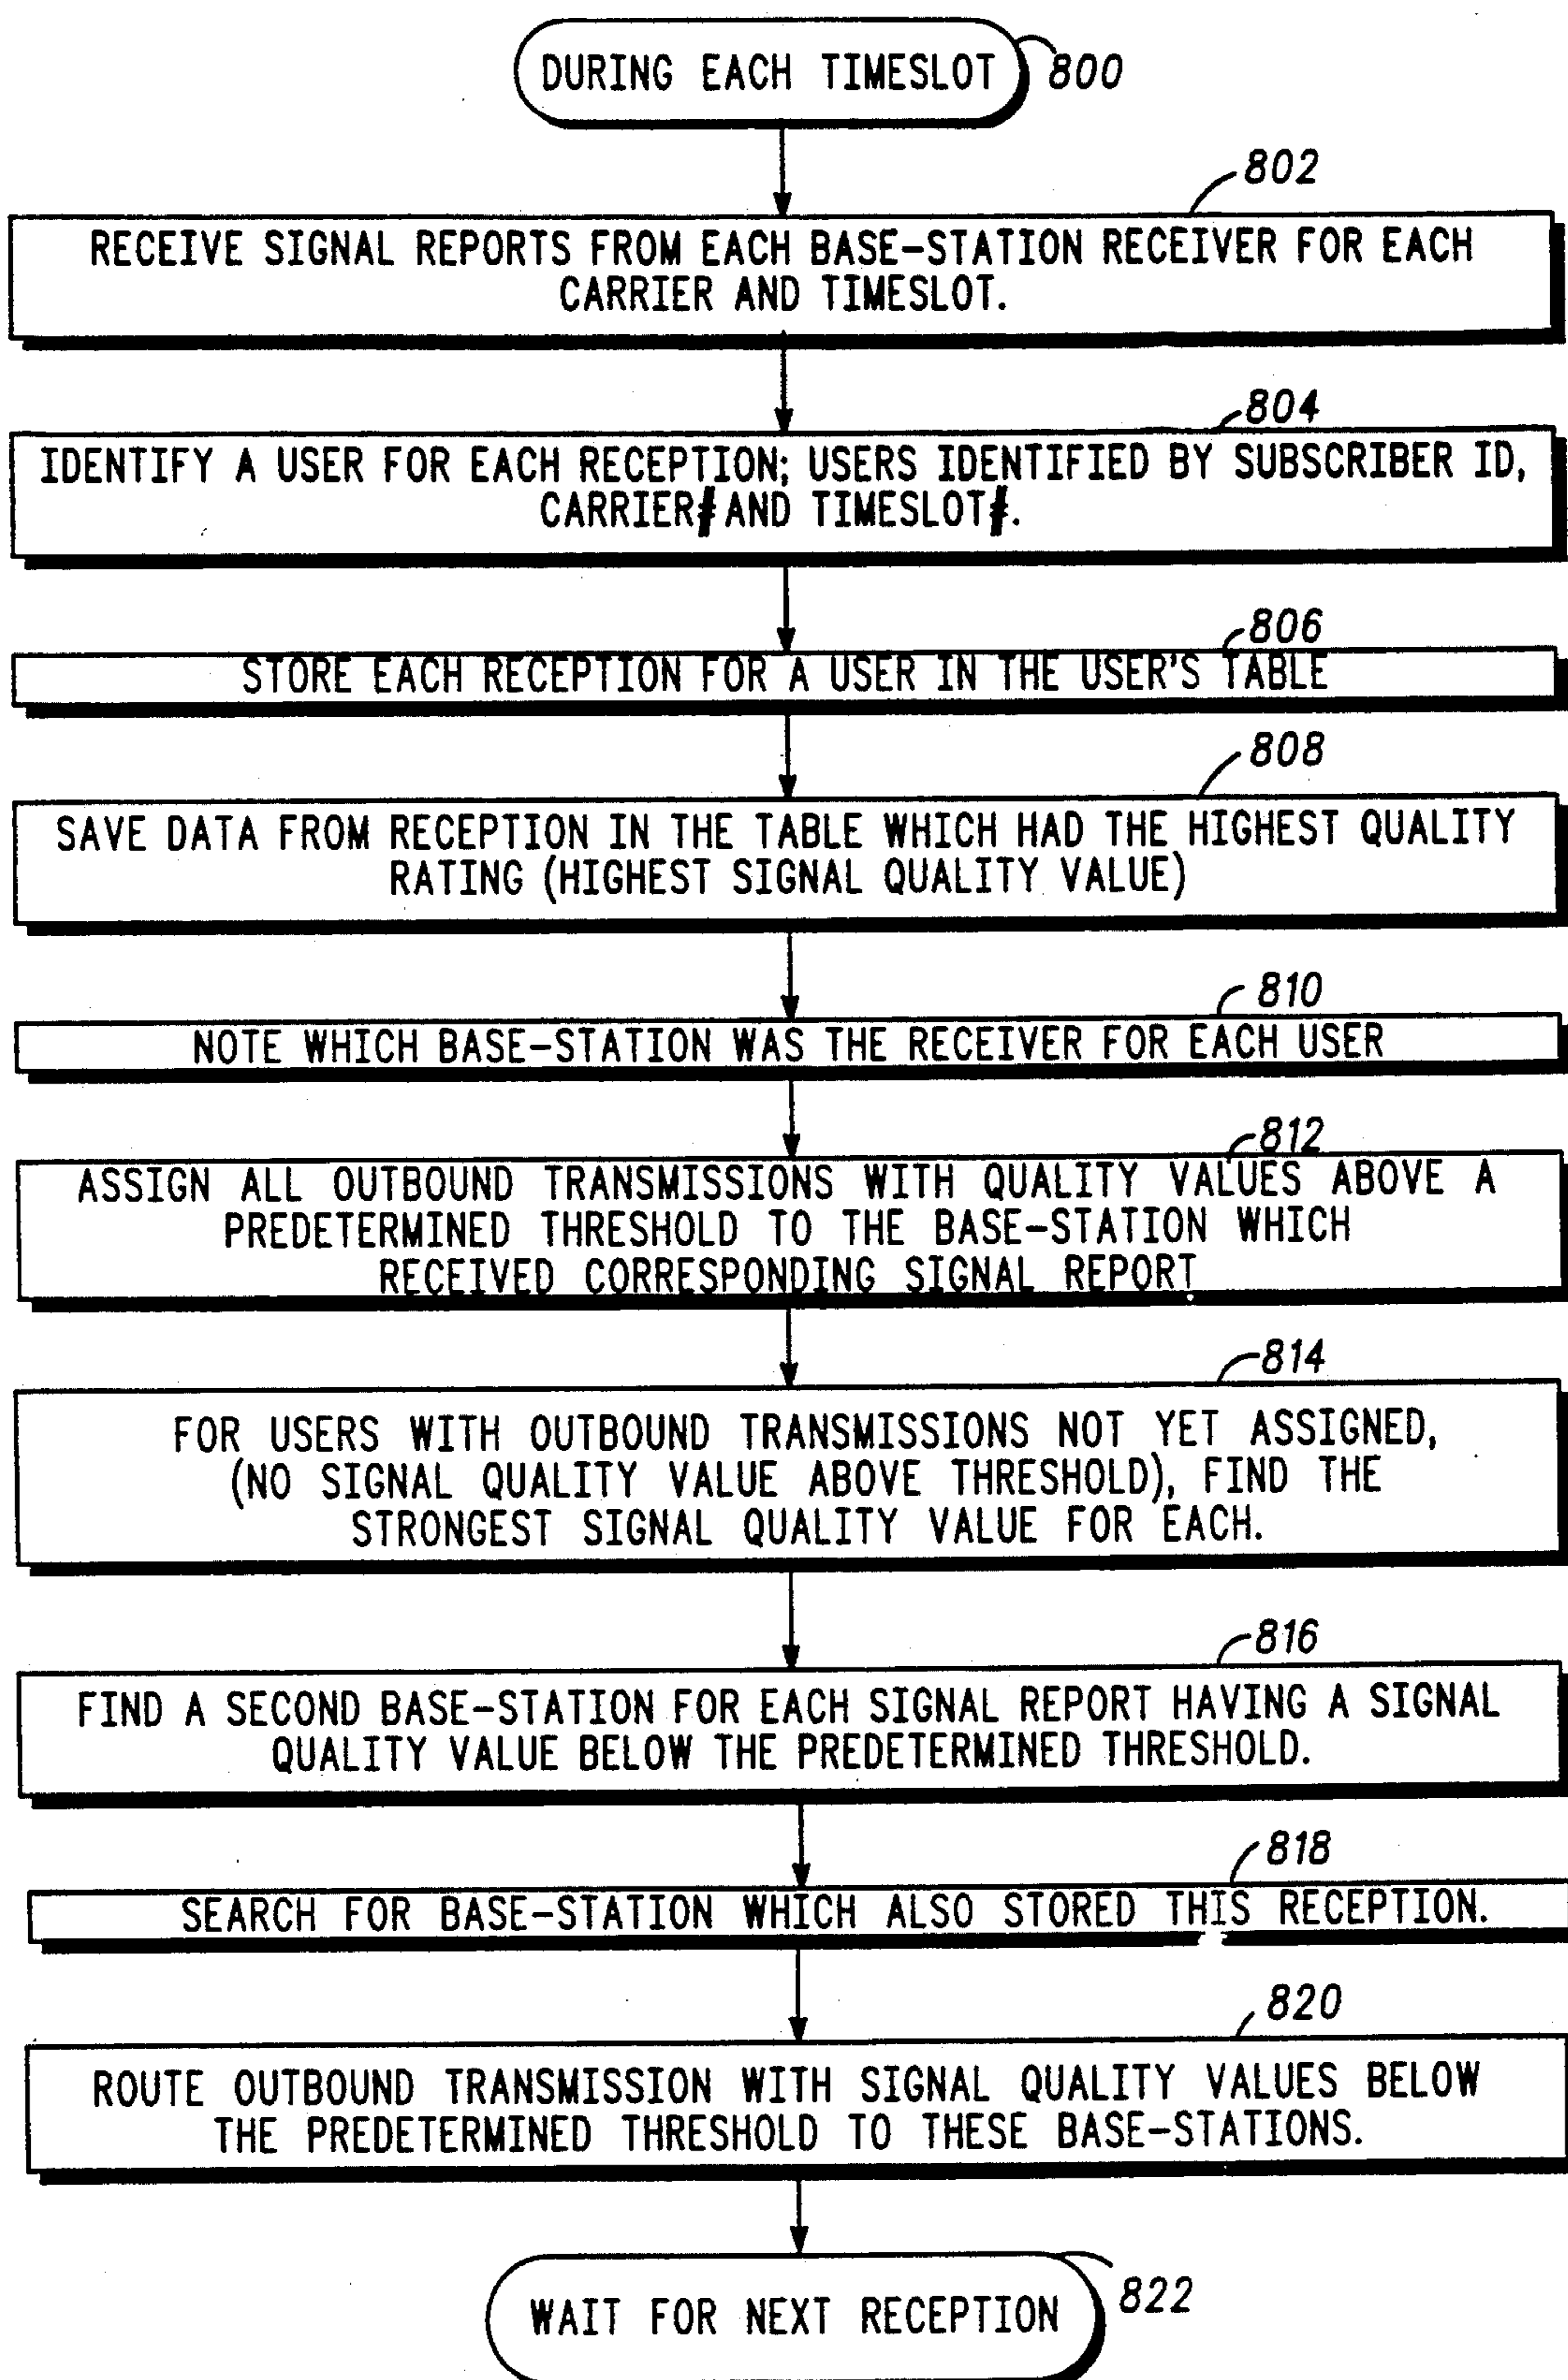 DURING EACH TIMESLOT
800
802
RECEIVE SIGNAL REPORTS FROM EACH BASE-STATION RECEIVER FOR EACH
CARRIER AND TIMESLOT.
804
IDENTIFY A USER FOR EACH RECEPTION; USERS IDENTIFIED BY SUBSCRIBER ID,
CARRIER# AND TIMESLOT#.
806
STORE EACH RECEPTION FOR A USER IN THE USER'S TABLE
808
SAVE DATA FROM RECEPTION IN THE TABLE WHICH HAD THE HIGHEST QUALITY
RATING (HIGHEST SIGNAL QUALITY VALUE)
810
NOTE WHICH BASE-STATION WAS THE RECEIVER FOR EACH USER
812
ASSIGN ALL OUTBOUND TRANSMISSIONS WITH QUALITY VALUES ABOVE A
PREDETERMINED THRESHOLD TO THE BASE-STATION WHICH
RECEIVED CORRESPONDING SIGNAL REPORT
814
FOR USERS WITH OUTBOUND TRANSMISSIONS NOT YET ASSIGNED,
(NO SIGNAL QUALITY VALUE ABOVE THRESHOLD), FIND THE
STRONGEST SIGNAL QUALITY VALUE FOR EACH.
816
FIND A SECOND BASE-STATION FOR EACH SIGNAL REPORT HAVING A SIGNAL
QUALITY VALUE BELOW THE PREDETERMINED THRESHOLD.
818
SEARCH FOR BASE-STATION WHICH ALSO STORED THIS RECEPTION.
820
ROUTE OUTBOUND TRANSMISSION WITH SIGNAL QUALITY VALUES BELOW
THE PREDETERMINED THRESHOLD TO THESE BASE-STATIONS.
WAIT FOR NEXT RECEPTION
822